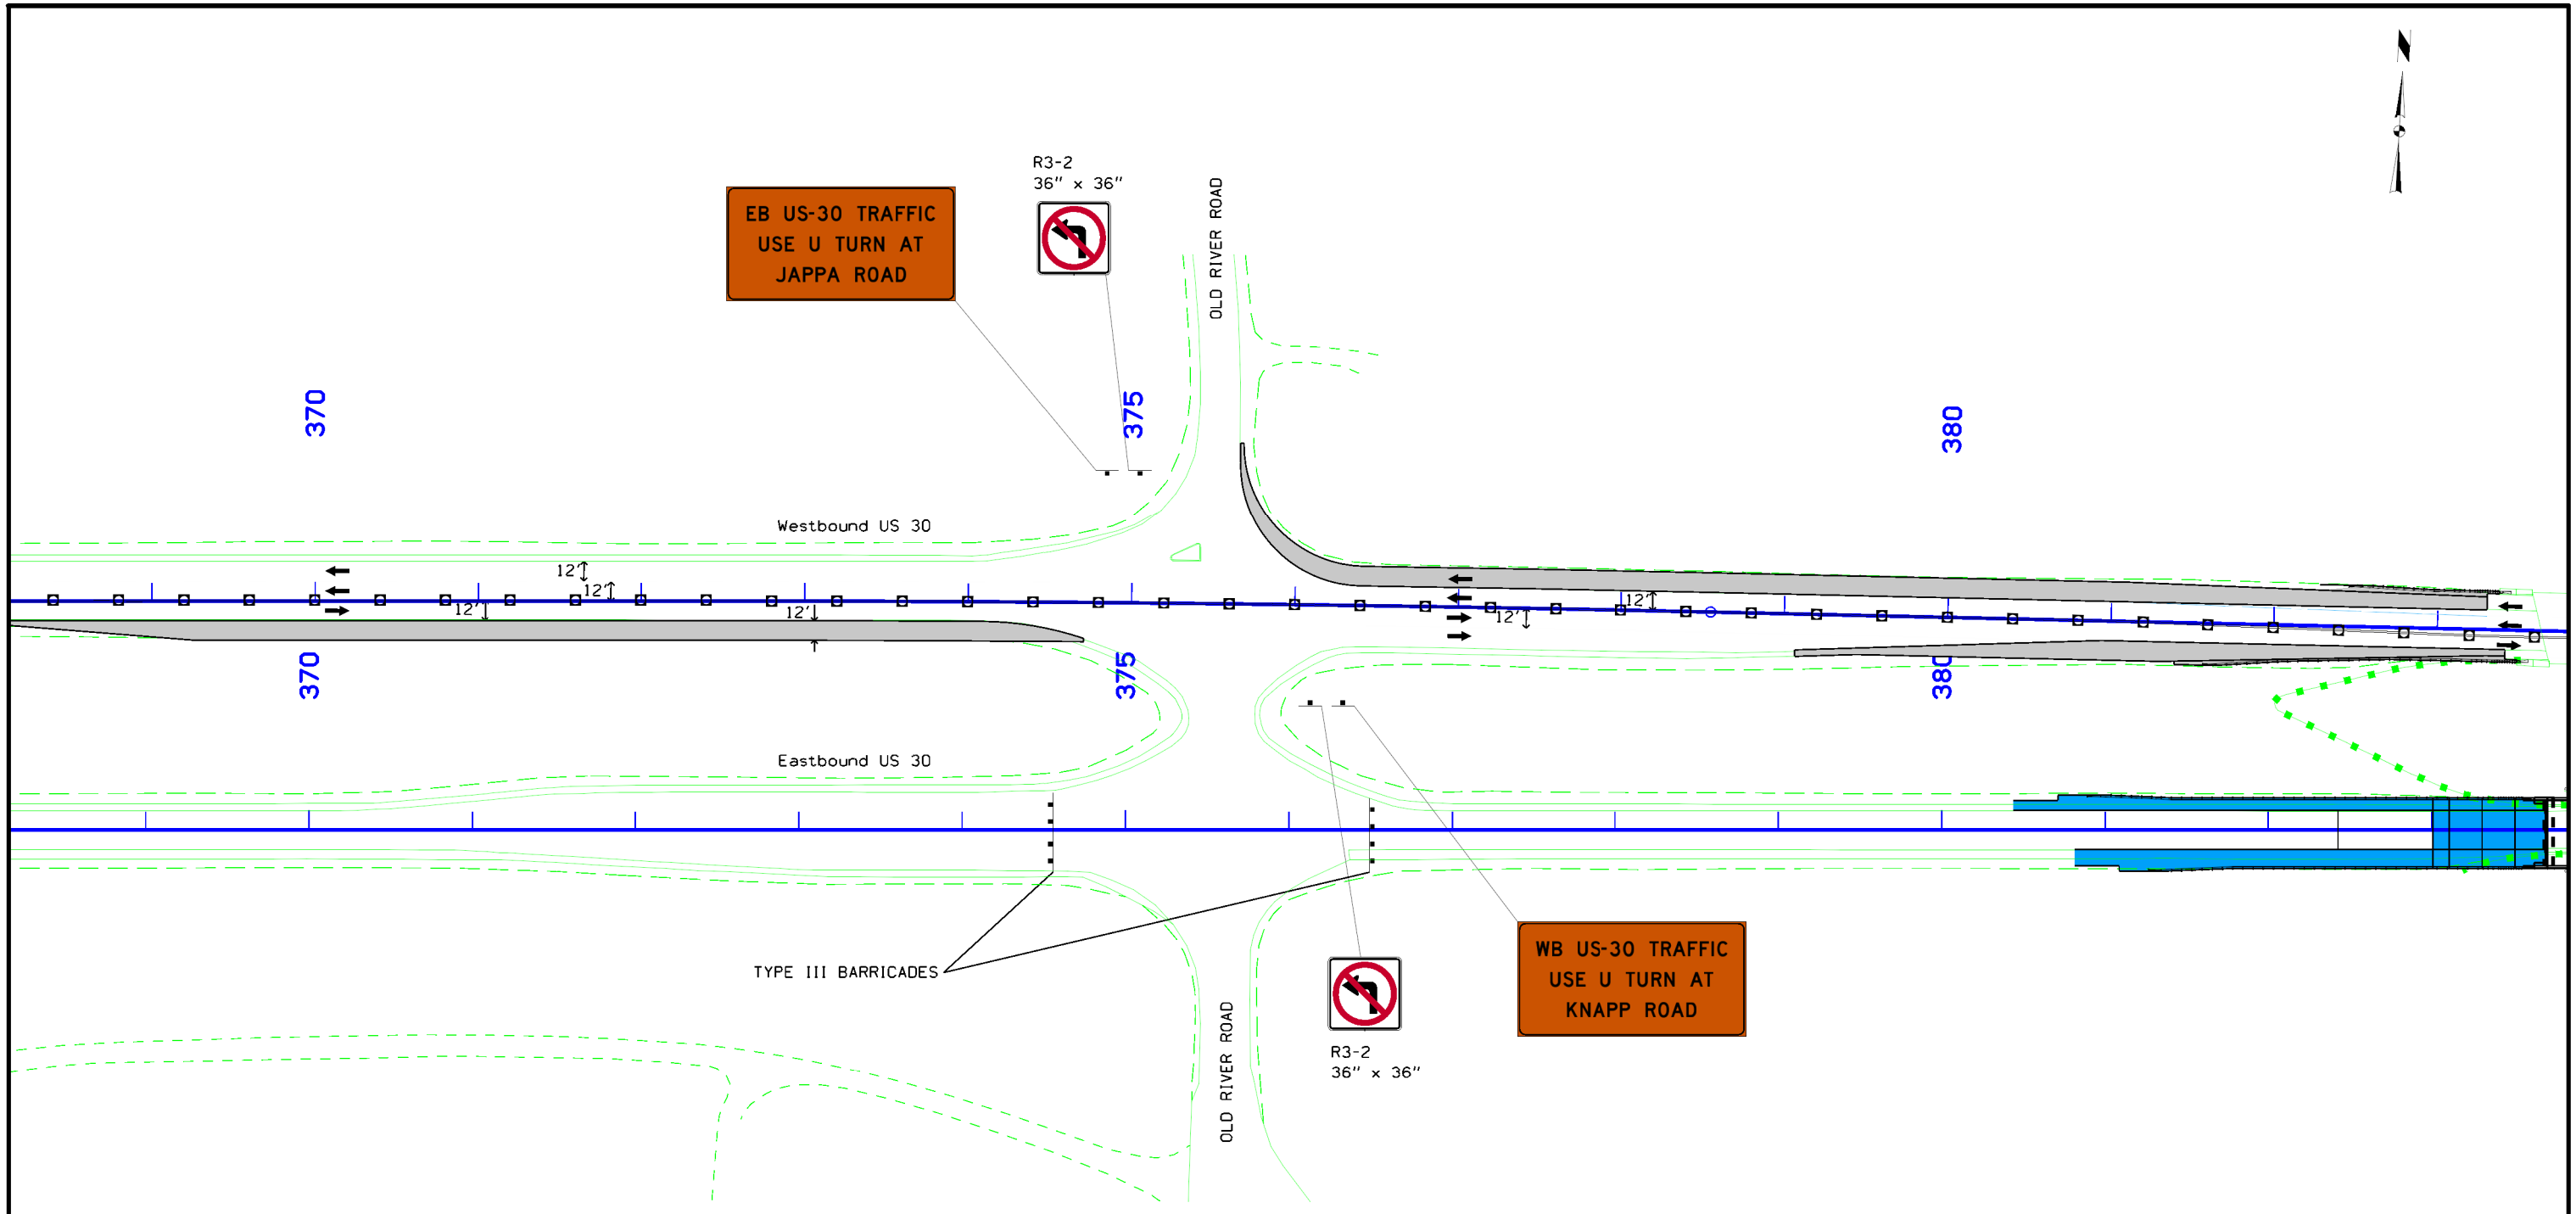 N
R3-2
36" x 36"
EB US-30 TRAFFIC
USE U TURN AT
JAPPA ROAD
OLD RIVER ROAD
370
375
380
Westbound US 30
12'
12'
12'
12'
12'
12'
370
375
380
Eastbound US 30
TYPE III BARRICADES
WB US-30 TRAFFIC
USE U TURN AT
KNAPP ROAD
R3-2
36" x 36"
OLD RIVER ROAD